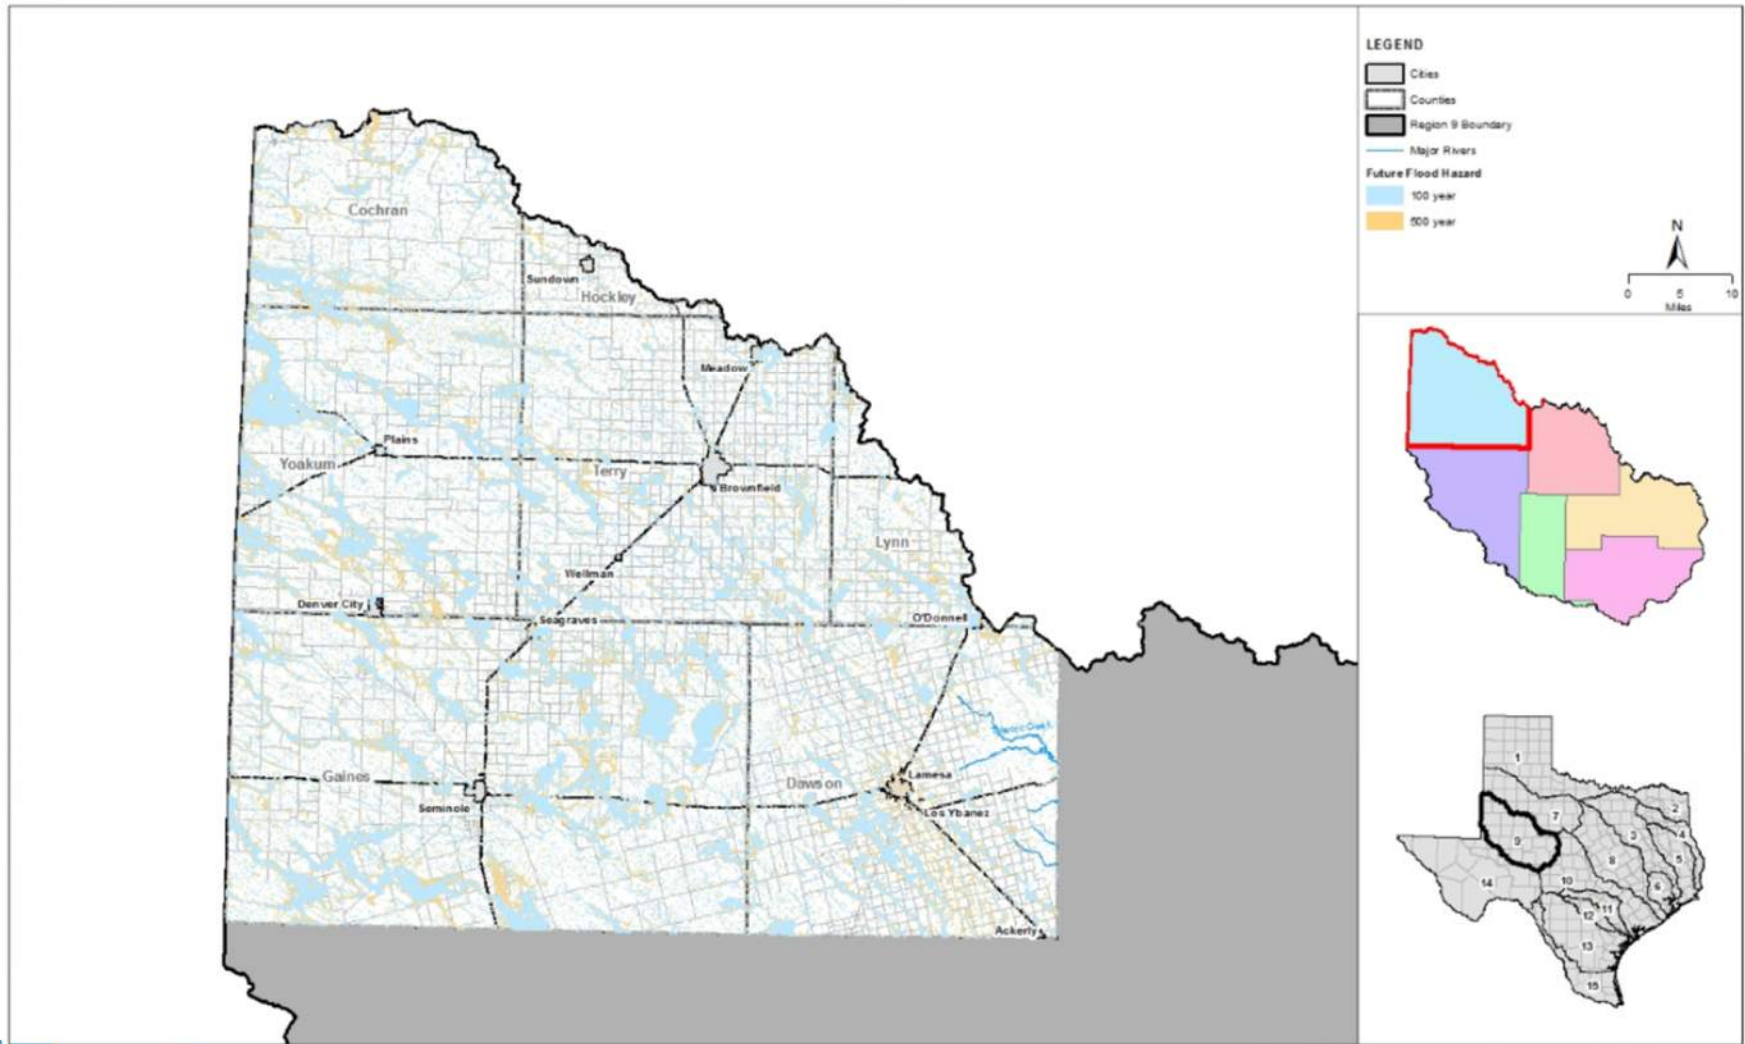 LEGEND
Cities
Counties
Region 9 Boundary
Major Rivers
Future Flood Hazard
100 year
500 year
N
0 5 10
Miles
Cochran
Sundown
Hockley
Meadow
Plains
Yoakum
Terry
Brownfield
Lynn
Wellman
Denver City
Seagraves
O'Donnell
Gaines
Seminole
Dawson
Lamesa
Los Ybanez
Ackerly
1
2
7
3
4
9
8
5
6
10
14
11
12
13
15